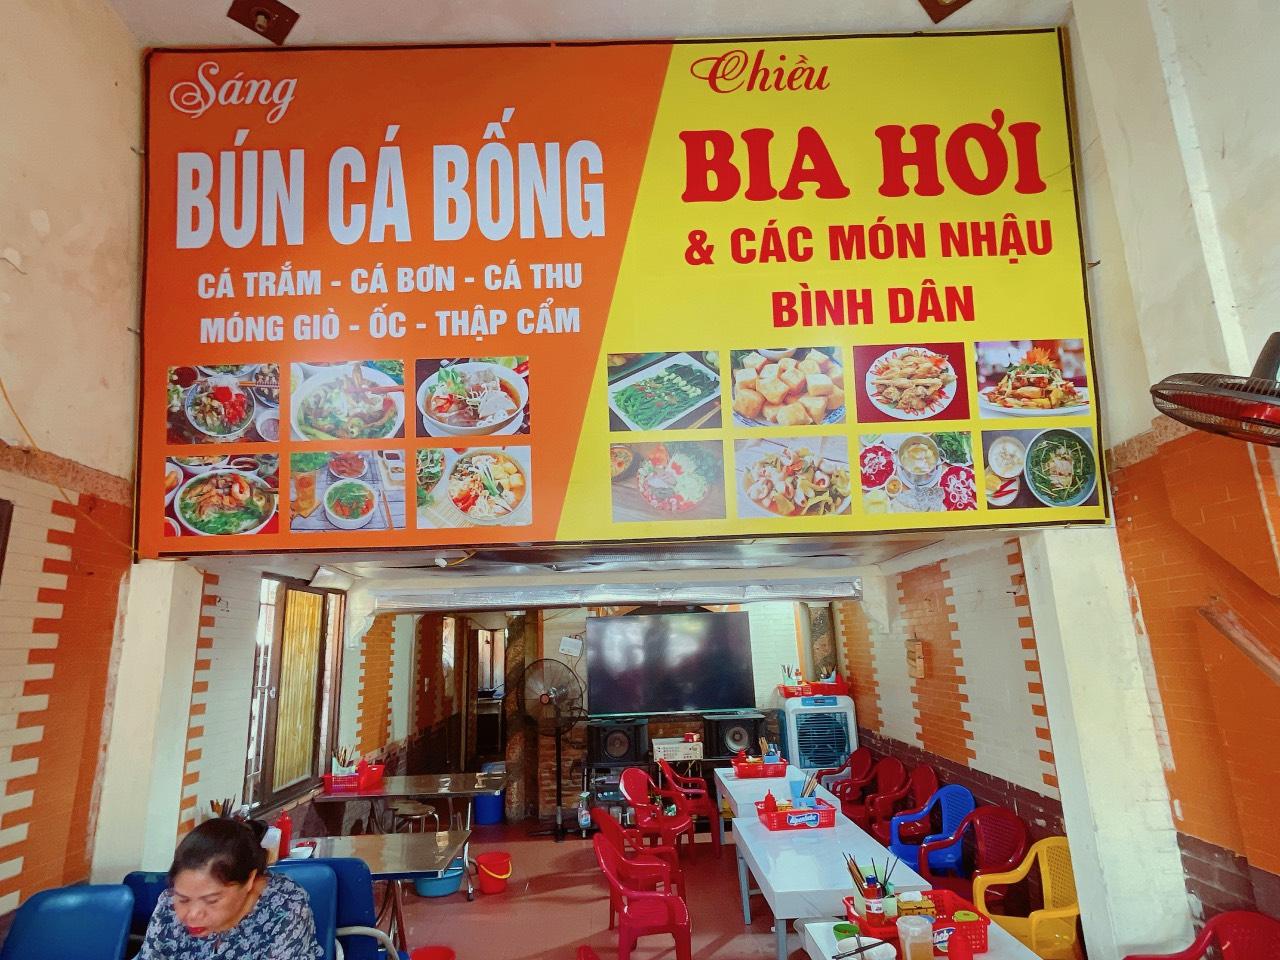 Sáng
BÚN CÁ BỐNG
CÁ TRẮM - CÁ BƠN - CÁ THU
MÓNG GIÒ - ỐC - THẬP CẨM
Chiều
BIA HƠI
& CÁC MÓN NHẬU
BÌNH DÂN